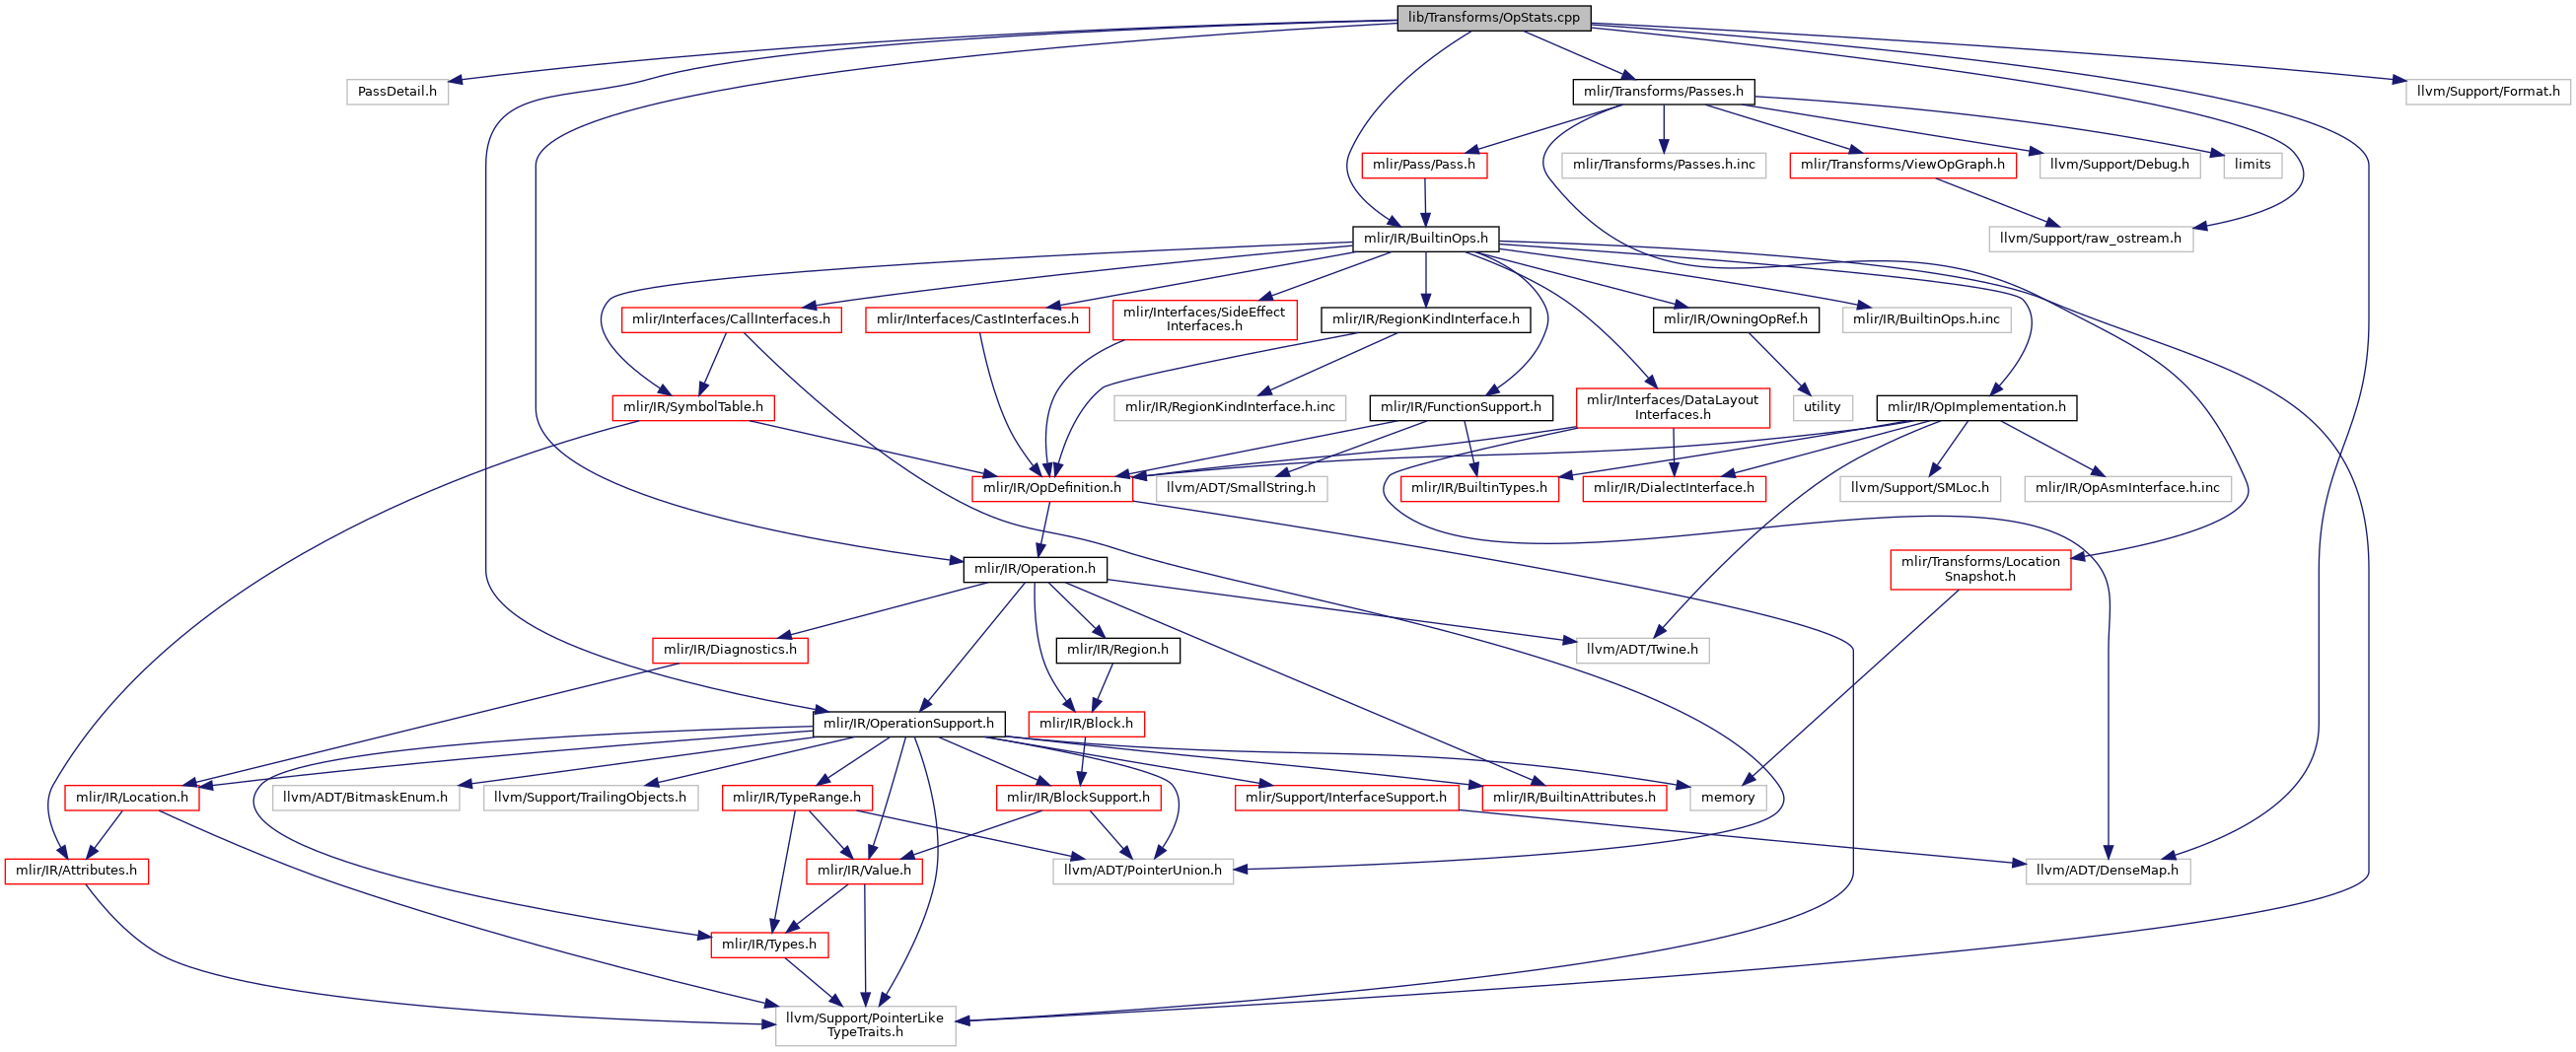 lib/Transforms/OpStats.cpp
PassDetail.h
mlir/Transforms/Passes.h
llvm/Support/Format.h
mlir/Pass/Pass.h
mlir/Transforms/Passes.h.inc
mlir/Transforms/ViewOpGraph.h
llvm/Support/Debug.h
limits
mlir/IR/BuiltinOps.h
llvm/Support/raw_ostream.h
mlir/Interfaces/CallInterfaces.h
mlir/Interfaces/CastInterfaces.h
mlir/Interfaces/SideEffect
Interfaces.h
mlir/IR/RegionKindInterface.h
mlir/IR/OwningOpRef.h
mlir/IR/BuiltinOps.h.inc
mlir/IR/SymbolTable.h
mlir/IR/RegionKindInterface.h.inc
mlir/IR/FunctionSupport.h
mlir/Interfaces/DataLayout
Interfaces.h
utility
mlir/IR/OpImplementation.h
mlir/IR/OpDefinition.h
llvm/ADT/SmallString.h
mlir/IR/BuiltinTypes.h
mlir/IR/DialectInterface.h
llvm/Support/SMLoc.h
mlir/IR/OpAsmInterface.h.inc
mlir/IR/Operation.h
mlir/Transforms/Location
Snapshot.h
mlir/IR/Diagnostics.h
mlir/IR/Region.h
llvm/ADT/Twine.h
mlir/IR/OperationSupport.h
mlir/IR/Block.h
mlir/IR/Location.h
llvm/ADT/BitmaskEnum.h
llvm/Support/TrailingObjects.h
mlir/IR/TypeRange.h
mlir/IR/BlockSupport.h
mlir/Support/InterfaceSupport.h
mlir/IR/BuiltinAttributes.h
memory
mlir/IR/Attributes.h
mlir/IR/Value.h
llvm/ADT/PointerUnion.h
llvm/ADT/DenseMap.h
mlir/IR/Types.h
llvm/Support/PointerLike
TypeTraits.h